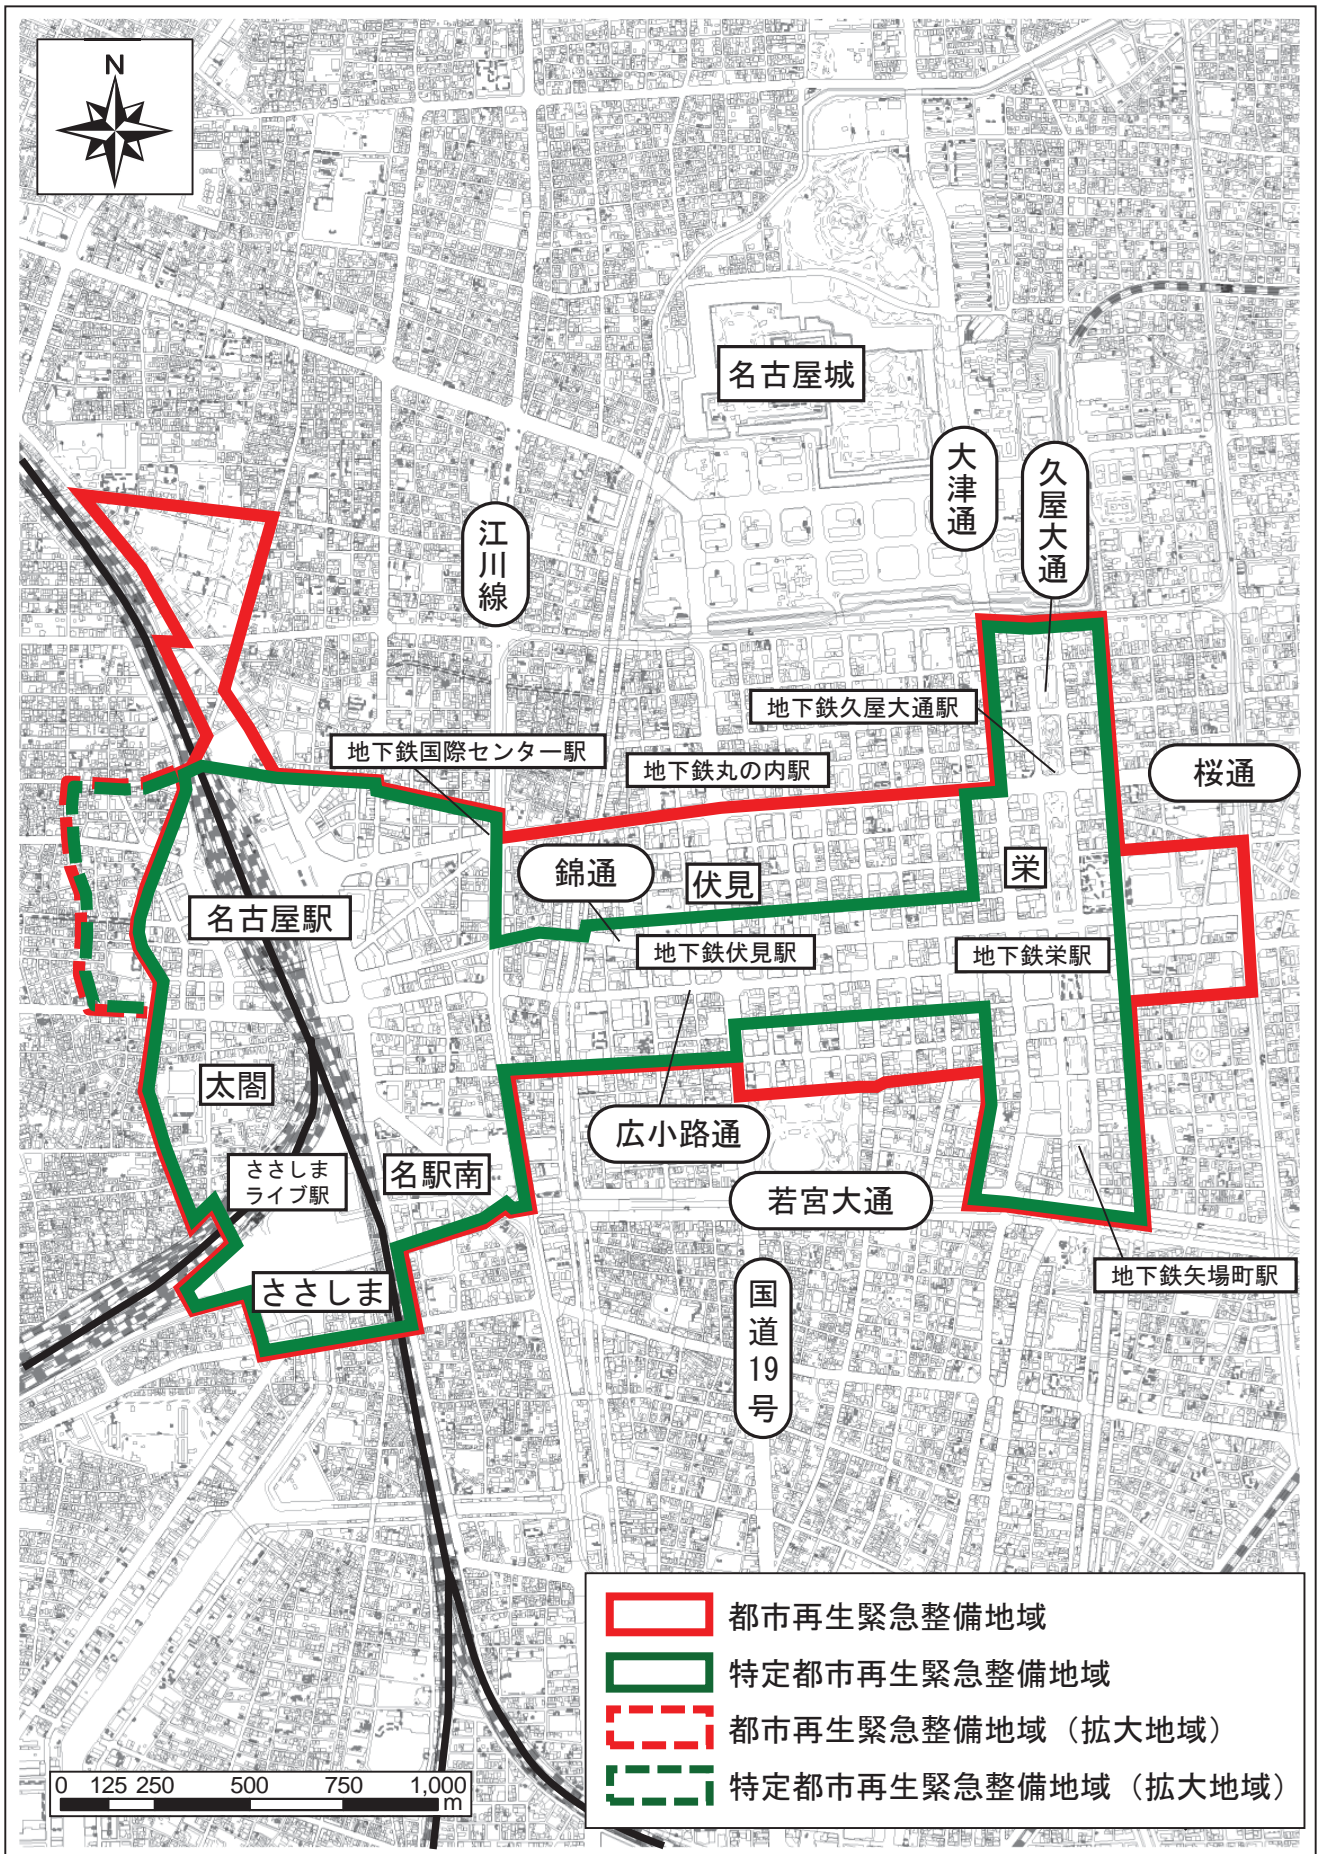 N
名古屋城
大津通
久屋大通
江川線
地下鉄久屋大通駅
地下鉄国際センター駅
地下鉄丸の内駅
桜通
錦通
伏見
栄
名古屋駅
地下鉄伏見駅
地下鉄栄駅
太閤
広小路通
ささしま
ライブ駅
名駅南
若宮大通
ささしま
地下鉄矢場町駅
国道19号
都市再生緊急整備地域
特定都市再生緊急整備地域
都市再生緊急整備地域（拡大地域）
特定都市再生緊急整備地域（拡大地域）
0 125 250 500 750 1,000
m